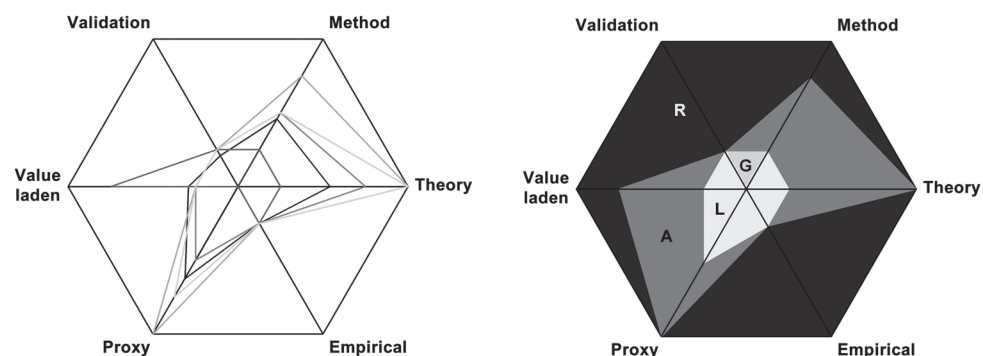 Validation
Method
Value
laden
Theory
Proxy
Empirical
Validation
Method
R
G
Value
laden
L
Theory
A
Proxy
Empirical